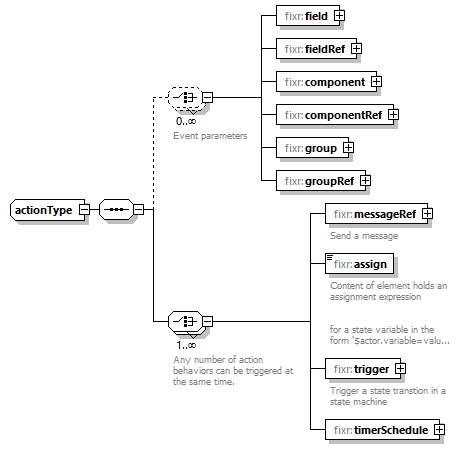 fixr:field
fixr:fieldRef
fixr:component
0..∞
Event parameters
fixr:componentRef
fixr:group
fixr:groupRef
actionType
fixr:messageRef
Send a message
fixr:assign
Content of element holds an
assignment expression
for a state variable in the
form `$actor.variable=valu...
1..∞
Any number of action
behaviors can be triggered at
the same time.
fixr:trigger
Trigger a state transtion in a
state machine
fixr:timerSchedule